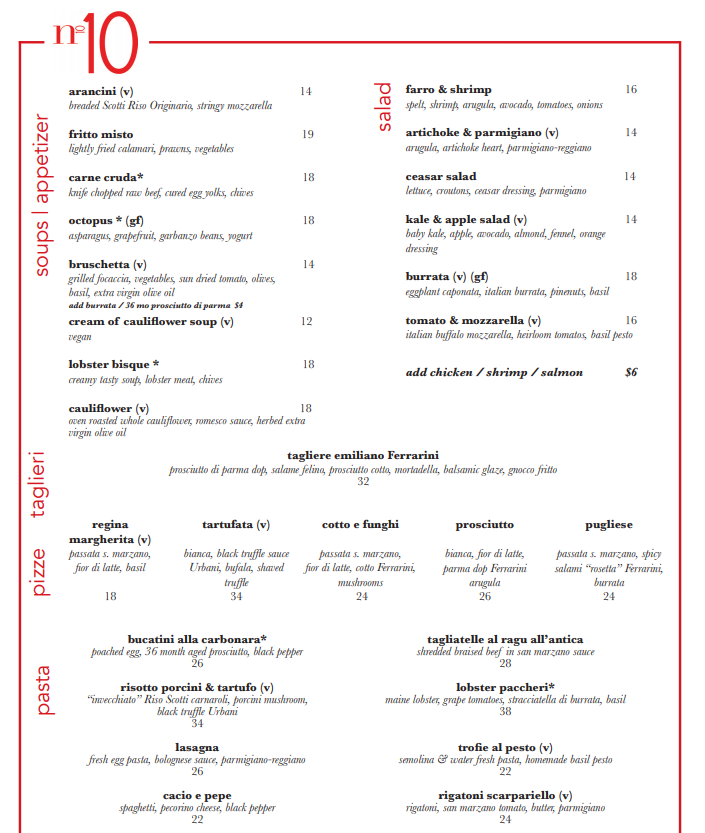 nº10
soups | appetizer
arancini (v) 14
breaded Scotti Riso Originario, stringy mozzarella
fritto misto 19
lightly fried calamari, prawns, vegetables
carne cruda* 18
knife chopped raw beef, cured egg yolks, chives
octopus * (gf) 18
asparagus, grapefruit, garbanzo beans, yogurt
bruschetta (v) 14
grilled focaccia, vegetables, sun dried tomato, olives,
basil, extra virgin olive oil
add burrata / 36 mo prosciutto di parma $4
cream of cauliflower soup (v) 12
vegan
lobster bisque * 18
creamy tasty soup, lobster meat, chives
cauliflower (v) 18
oven roasted whole cauliflower, romesco sauce, herbed extra
virgin olive oil
salad
farro & shrimp 16
spelt, shrimp, arugula, avocado, tomatoes, onions
artichoke & parmigiano (v) 14
arugula, artichoke heart, parmigiano-reggiano
ceasar salad 14
lettuce, croutons, ceasar dressing, parmigiano
kale & apple salad (v) 14
baby kale, apple, avocado, almond, fennel, orange
dressing
burrata (v) (gf) 18
eggplant caponata, italian burrata, pinenuts, basil
tomato & mozzarella (v) 16
italian buffalo mozzarella, heirloom tomatos, basil pesto
add chicken / shrimp / salmon $6
taglieri
tagliere emiliano Ferrarini
prosciutto di parma dop, salame felino, prosciutto cotto, mortadella, balsamic glaze, gnocco fritto
32
pizze
regina
margherita (v)
passata s. marzano,
fior di latte, basil
18
tartufata (v)
bianca, black truffle sauce
Urbani, bufala, shaved
truffle
34
cotto e funghi
passata s. marzano,
fior di latte, cotto Ferrarini,
mushrooms
24
prosciutto
bianca, fior di latte,
parma dop Ferrarini
arugula
26
pugliese
passata s. marzano, spicy
salami “rosetta” Ferrarini,
burrata
24
pasta
bucatini alla carbonara*
poached egg, 36 month aged prosciutto, black pepper
26
risotto porcini & tartufo (v)
“invecchiato” Riso Scotti carnaroli, porcini mushroom,
black truffle Urbani
34
lasagna
fresh egg pasta, bolognese sauce, parmigiano-reggiano
26
cacio e pepe
spaghetti, pecorino cheese, black pepper
22
tagliatelle al ragu all’antica
shredded braised beef in san marzano sauce
28
lobster paccheri*
maine lobster, grape tomatoes, stracciatella di burrata, basil
38
trofie al pesto (v)
semolina & water fresh pasta, homemade basil pesto
22
rigatoni scarpariello (v)
rigatoni, san marzano tomato, butter, parmigiano
24